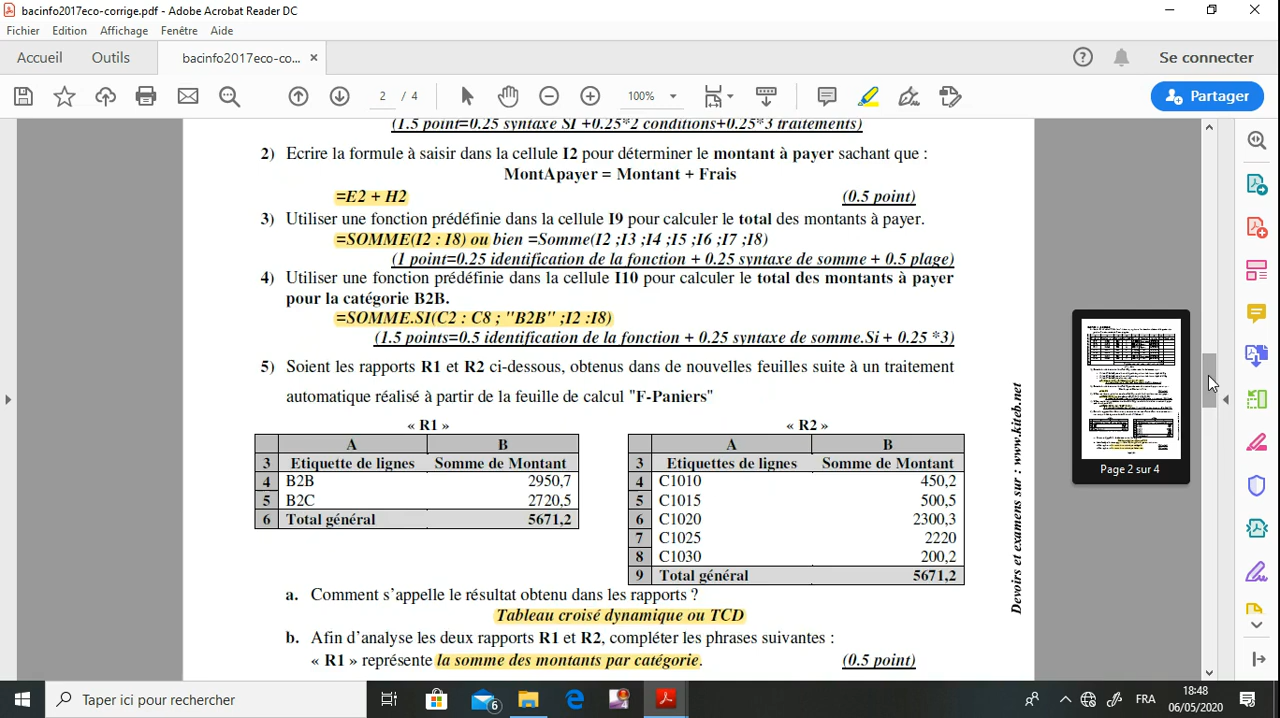 bacinfo2017eco-corrige.pdf - Adobe Acrobat Reader DC
Fichier Edition Affichage Fenêtre Aide
Accueil Outils bacinfo2017eco-co... × Se connecter
2 / 4 100% Partager
(1.5 point=0.25 syntaxe SI +0.25*2 conditions+0.25*3 traitements)
2) Ecrire la formule à saisir dans la cellule I2 pour déterminer le montant à payer sachant que :
MontApayer = Montant + Frais
=E2 + H2 (0.5 point)
3) Utiliser une fonction prédéfinie dans la cellule I9 pour calculer le total des montants à payer.
=SOMME(I2 : I8) ou bien =Somme(I2 ;I3 ;I4 ;I5 ;I6 ;I7 ;I8)
(1 point=0.25 identification de la fonction + 0.25 syntaxe de somme + 0.5 plage)
4) Utiliser une fonction prédéfinie dans la cellule I10 pour calculer le total des montants à payer
pour la catégorie B2B.
=SOMME.SI(C2 : C8 ; "B2B" ;I2 :I8)
(1.5 points=0.5 identification de la fonction + 0.25 syntaxe de somme.Si + 0.25 *3)
5) Soient les rapports R1 et R2 ci-dessous, obtenus dans de nouvelles feuilles suite à un traitement
automatique réalisé à partir de la feuille de calcul "F-Paniers"
« R1 »
A B
3 Etiquette de lignes Somme de Montant
4 B2B 2950,7
5 B2C 2720,5
6 Total général 5671,2
« R2 »
A B
3 Etiquettes de lignes Somme de Montant
4 C1010 450,2
5 C1015 500,5
6 C1020 2300,3
7 C1025 2220
8 C1030 200,2
9 Total général 5671,2
a. Comment s'appelle le résultat obtenu dans les rapports ?
Tableau croisé dynamique ou TCD
b. Afin d'analyse les deux rapports R1 et R2, compléter les phrases suivantes :
« R1 » représente la somme des montants par catégorie. (0.5 point)
Devoirs et examens sur : www.kiteb.net
Page 2 sur 4
Taper ici pour rechercher
6
FRA
18:48
06/05/2020